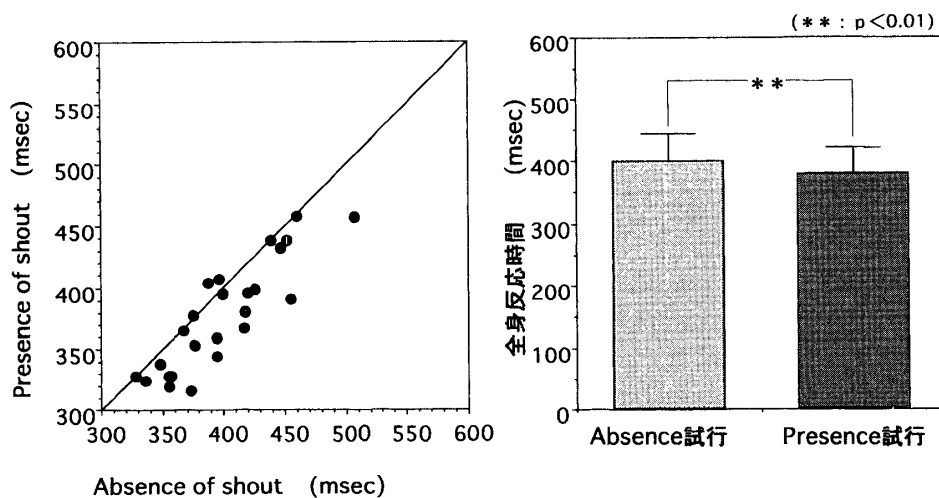 (**: p<0.01)
Presence of shout (msec)
600
550
500
450
400
350
300
300 350 400 450 500 550 600
Absence of shout (msec)
全身反応時間 (msec)
600
500
400
300
200
100
0
**
Absence試行 Presence試行